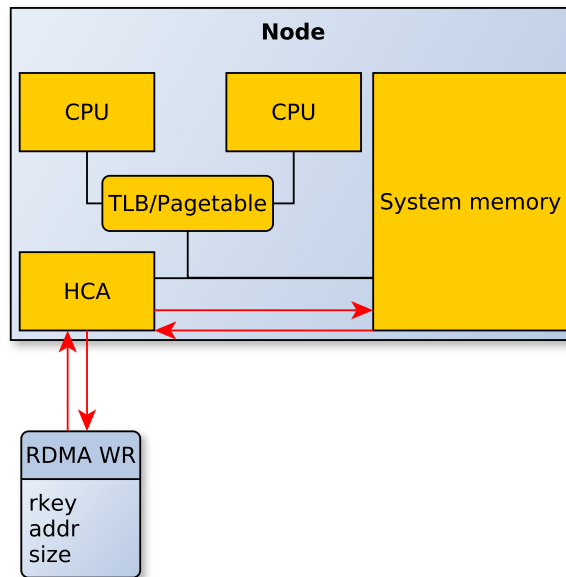 Node
CPU
CPU
TLB/Pagetable
System memory
HCA
RDMA WR
rkey
addr
size